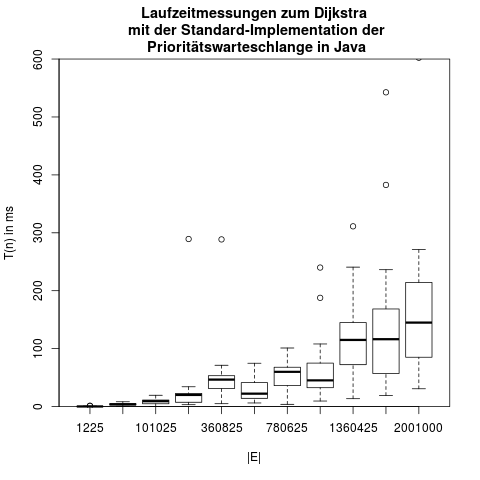 Laufzeitmessungen zum Dijkstra
mit der Standard-Implementation der
Prioritätswarteschlange in Java
T(n) in ms
600
500
400
300
200
100
0
1225 101025 360825 780625 1360425 2001000
|E|